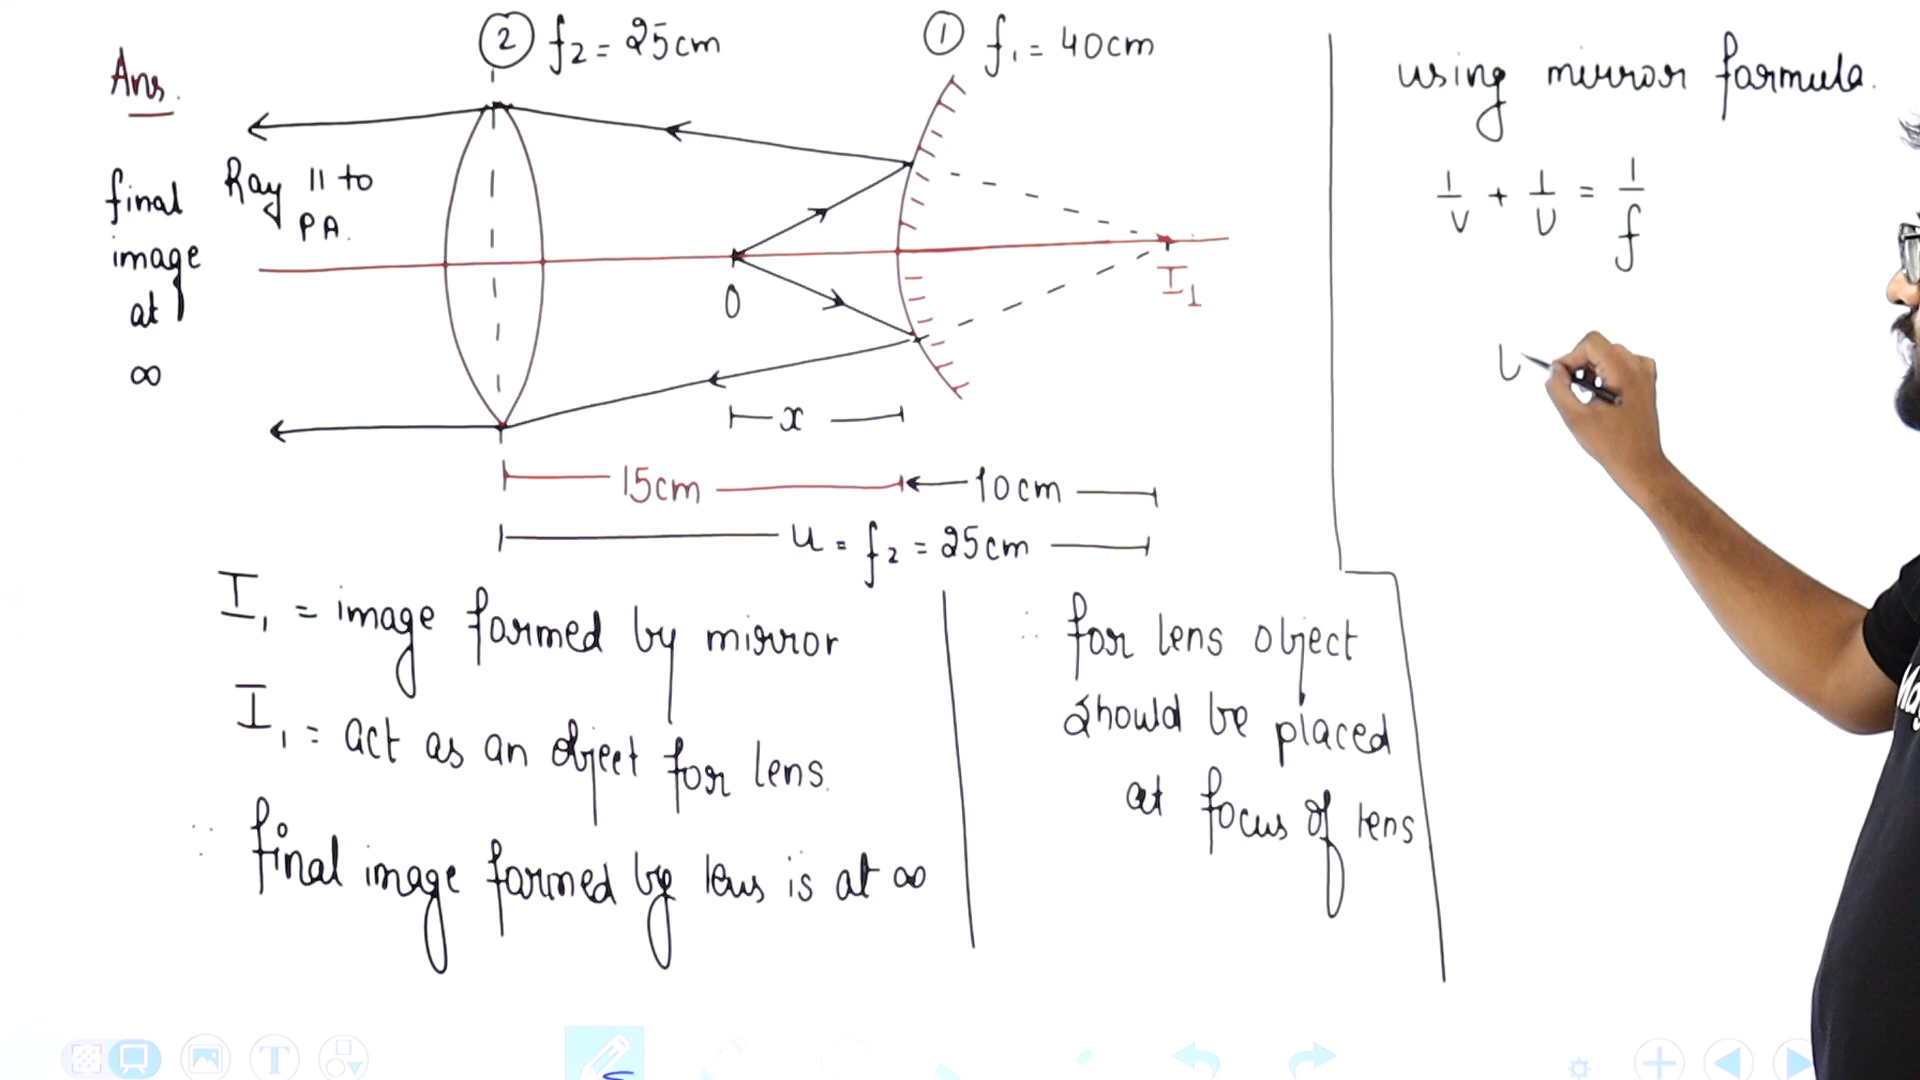 Ans.
final
image
at
∞
② f₂ = 25cm
① f₁ = 40cm
Ray || to
PA.
O
I₁
x
15cm
10cm
u = f₂ = 25cm
I₁ = image formed by mirror
I₁ = act as an object for lens.
∵ final image formed by lens is at ∞
∴ for lens object
should be placed
at focus of lens
using mirror formula.
1/v + 1/u = 1/f
T